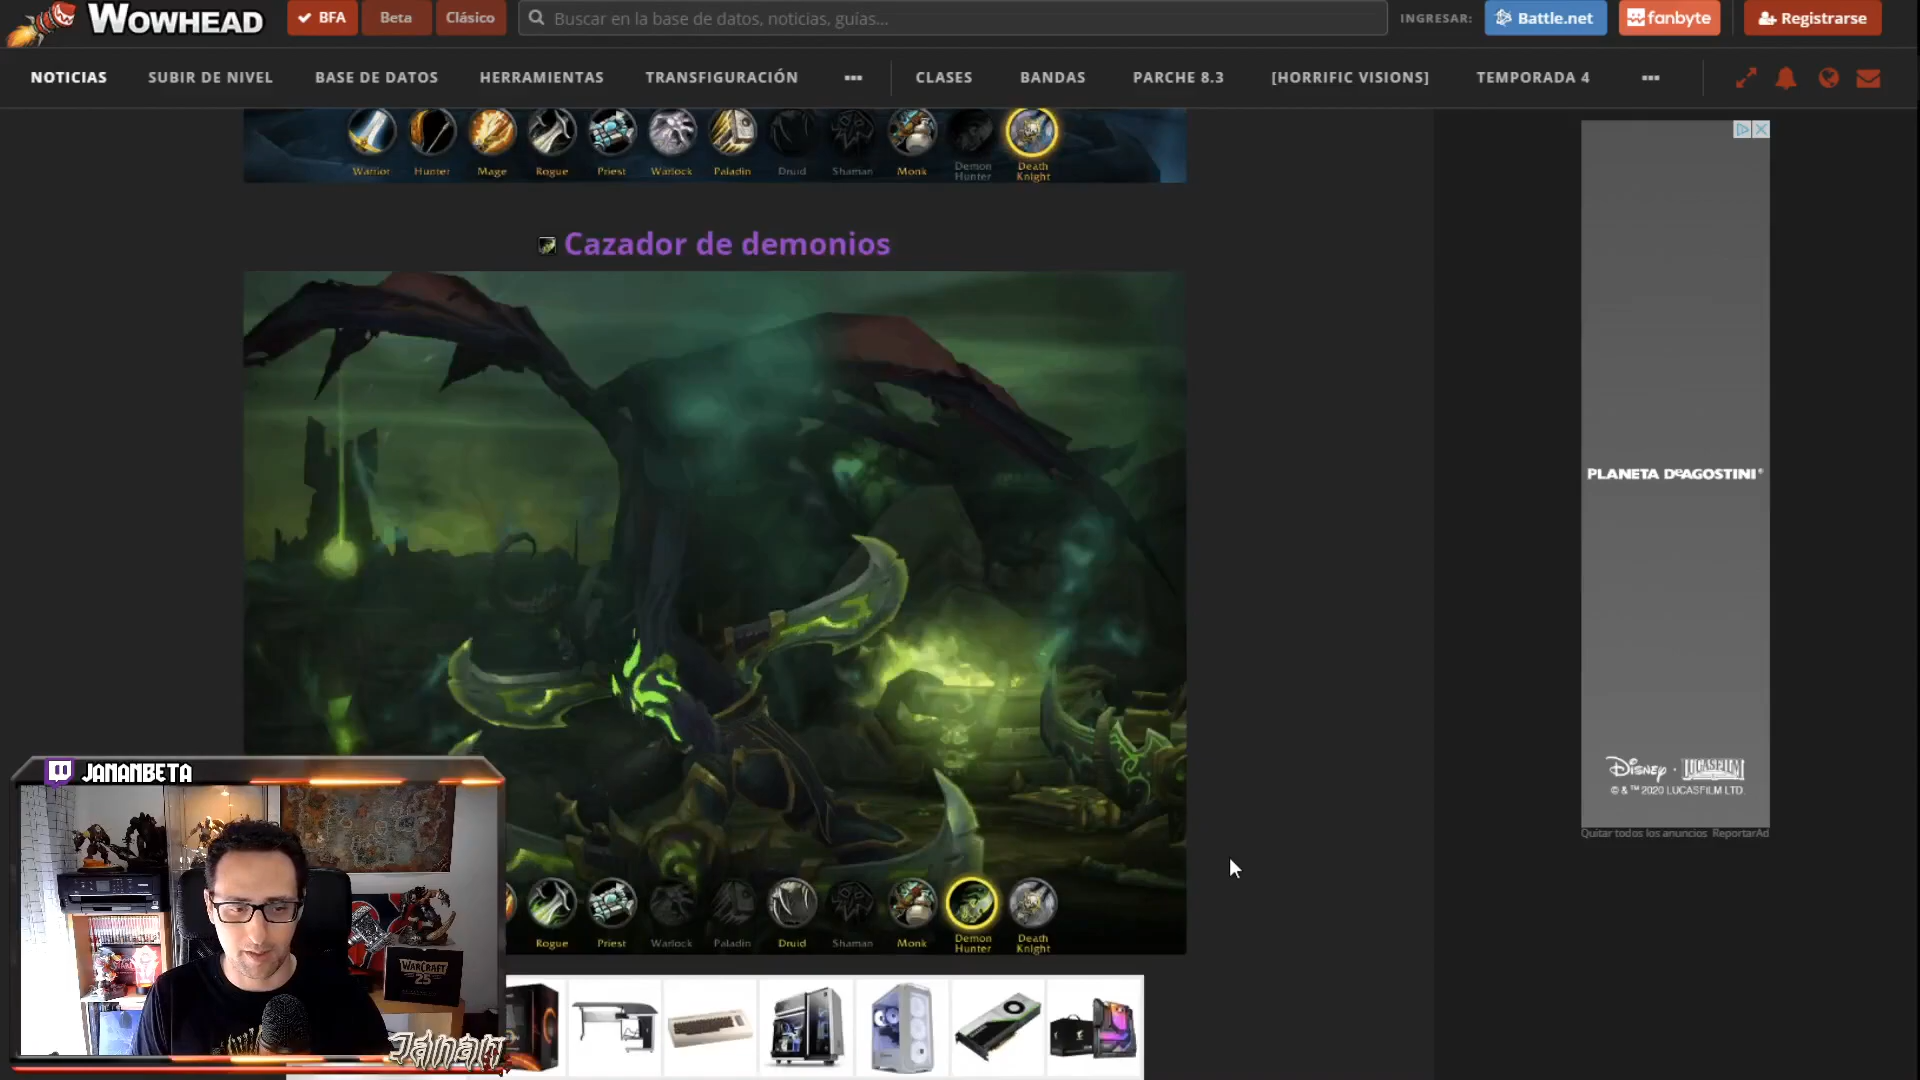 WOWHEAD
BFA
Beta
Clásico
Buscar en la base de datos, noticias, guías...
INGRESAR:
Battle.net
fanbyte
Registrarse
NOTICIAS
SUBIR DE NIVEL
BASE DE DATOS
HERRAMIENTAS
TRANSFIGURACIÓN
CLASES
BANDAS
PARCHE 8.3
[HORRIFIC VISIONS]
TEMPORADA 4
Warrior
Hunter
Mage
Rogue
Priest
Warlock
Paladin
Druid
Shaman
Monk
Demon
Hunter
Death
Knight
Cazador de demonios
PLANETA DEAGOSTINI
DISNEY · LUCASFILM
© & ™ 2020 LUCASFILM LTD.
Quitar todos los anuncios
ReportarAd
JANANBETA
WARCRAFT
25
Janan
Rogue
Priest
Warlock
Paladin
Druid
Shaman
Monk
Demon
Hunter
Death
Knight